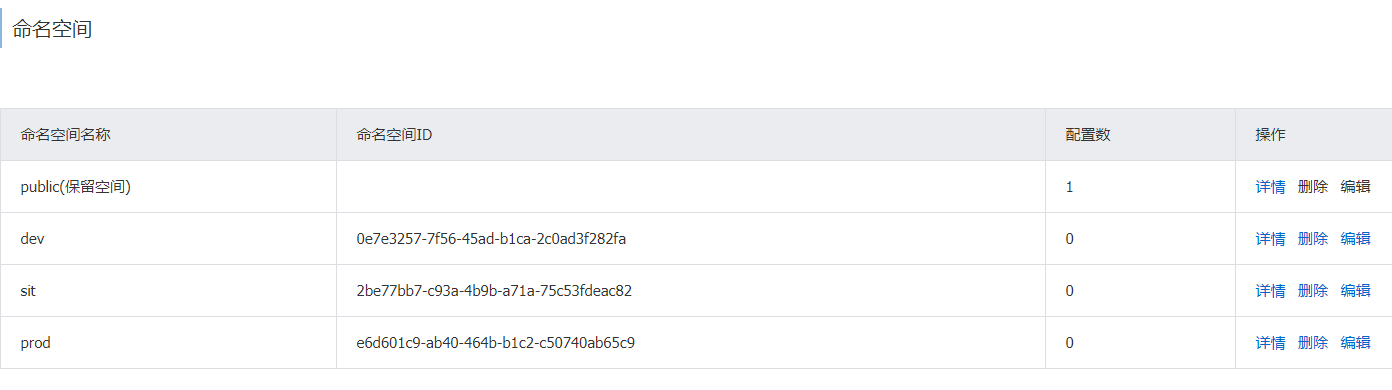 命名空间
命名空间名称 命名空间ID 配置数 操作
public(保留空间) 1 详情 删除 编辑
dev 0e7e3257-7f56-45ad-b1ca-2c0ad3f282fa 0 详情 删除 编辑
sit 2be77bb7-c93a-4b9b-a71a-75c53fdeac82 0 详情 删除 编辑
prod e6d601c9-ab40-464b-b1c2-c50740ab65c9 0 详情 删除 编辑